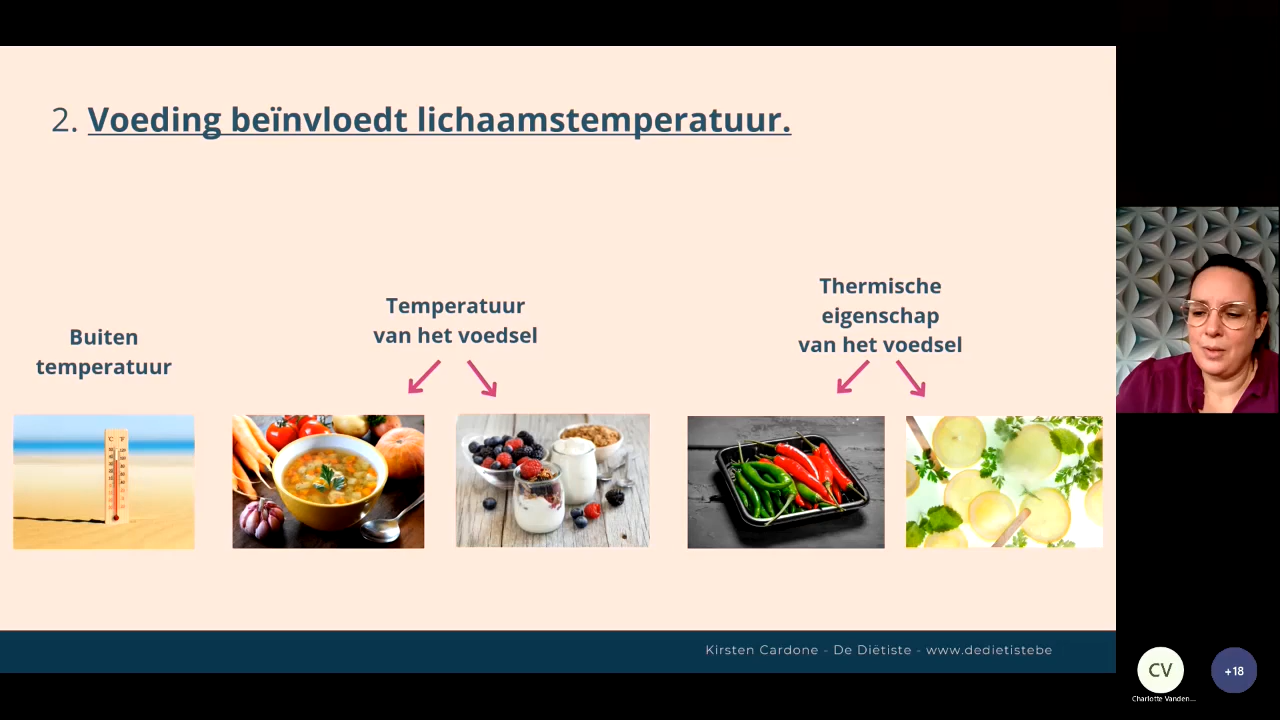 2. Voeding beïnvloedt lichaamstemperatuur.
Buiten
temperatuur
Temperatuur
van het voedsel
Thermische
eigenschap
van het voedsel
°C °F
Kirsten Cardone - De Diëtiste - www.dedietistebe
CV
+18
Charlotte Vanden...